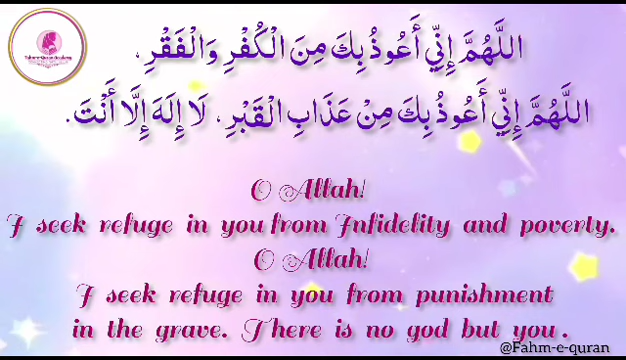 اللَّهُمَّ إِنِّي أَعُوذُ بِكَ مِنَ الْكُفْرِ وَالْفَقْرِ،
اللَّهُمَّ إِنِّي أَعُوذُ بِكَ مِنْ عَذَابِ الْقَبْرِ، لَا إِلَهَ إِلَّا أَنْتَ.
O Allah!
I seek refuge in you from Infidelity and poverty.
O Allah!
I seek refuge in you from punishment
in the grave. There is no god but you.
@Fahm-e-quran